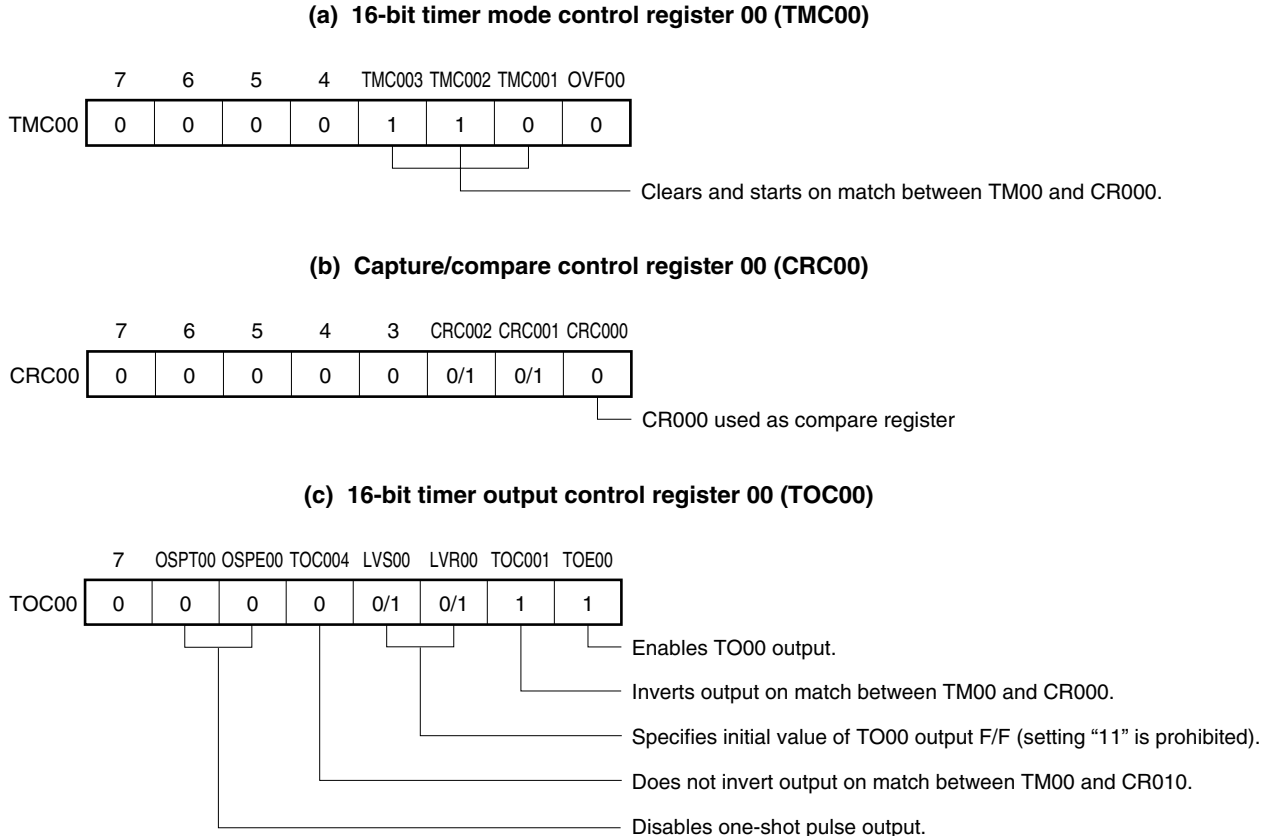 (a) 16-bit timer mode control register 00 (TMC00)
7 6 5 4 TMC003 TMC002 TMC001 OVF00
TMC00 0 0 0 0 1 1 0 0
Clears and starts on match between TM00 and CR000.
(b) Capture/compare control register 00 (CRC00)
7 6 5 4 3 CRC002 CRC001 CRC000
CRC00 0 0 0 0 0 0/1 0/1 0
CR000 used as compare register
(c) 16-bit timer output control register 00 (TOC00)
7 OSPT00 OSPE00 TOC004 LVS00 LVR00 TOC001 TOE00
TOC00 0 0 0 0 0/1 0/1 1 1
Enables TO00 output.
Inverts output on match between TM00 and CR000.
Specifies initial value of TO00 output F/F (setting “11” is prohibited).
Does not invert output on match between TM00 and CR010.
Disables one-shot pulse output.